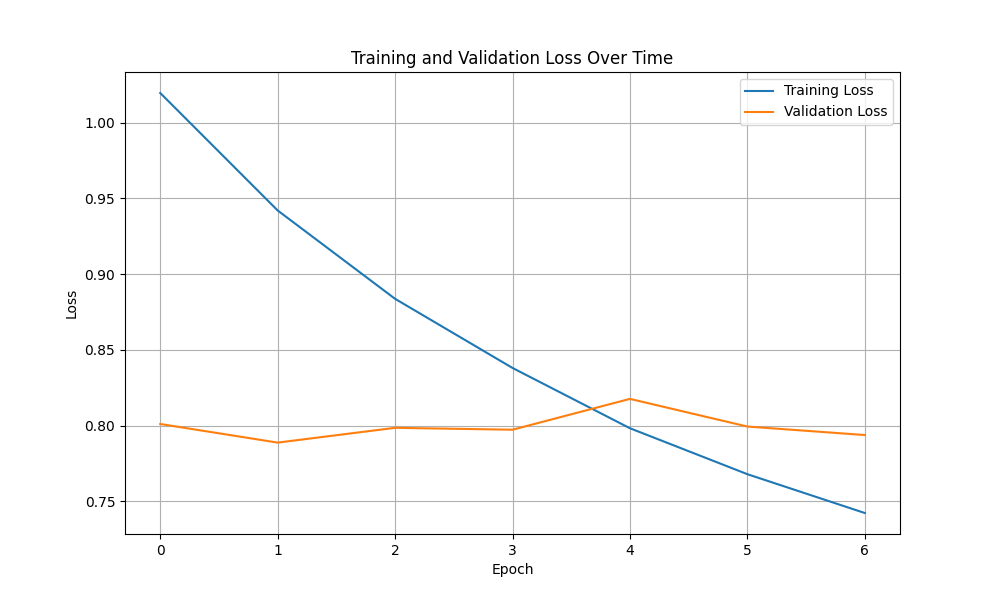 Training and Validation Loss Over Time
Training Loss
Validation Loss
1.00
0.95
0.90
0.85
0.80
0.75
Loss
0 1 2 3 4 5 6
Epoch